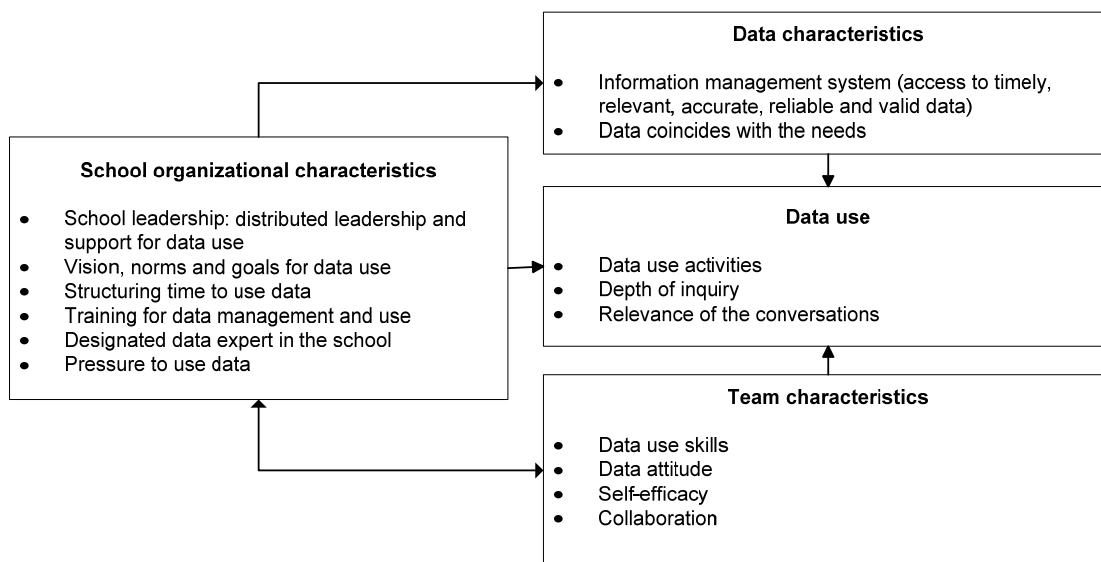 Data characteristics
• Information management system (access to timely,
relevant, accurate, reliable and valid data)
• Data coincides with the needs
School organizational characteristics
• School leadership: distributed leadership and
support for data use
• Vision, norms and goals for data use
• Structuring time to use data
• Training for data management and use
• Designated data expert in the school
• Pressure to use data
Data use
• Data use activities
• Depth of inquiry
• Relevance of the conversations
Team characteristics
• Data use skills
• Data attitude
• Self-efficacy
• Collaboration